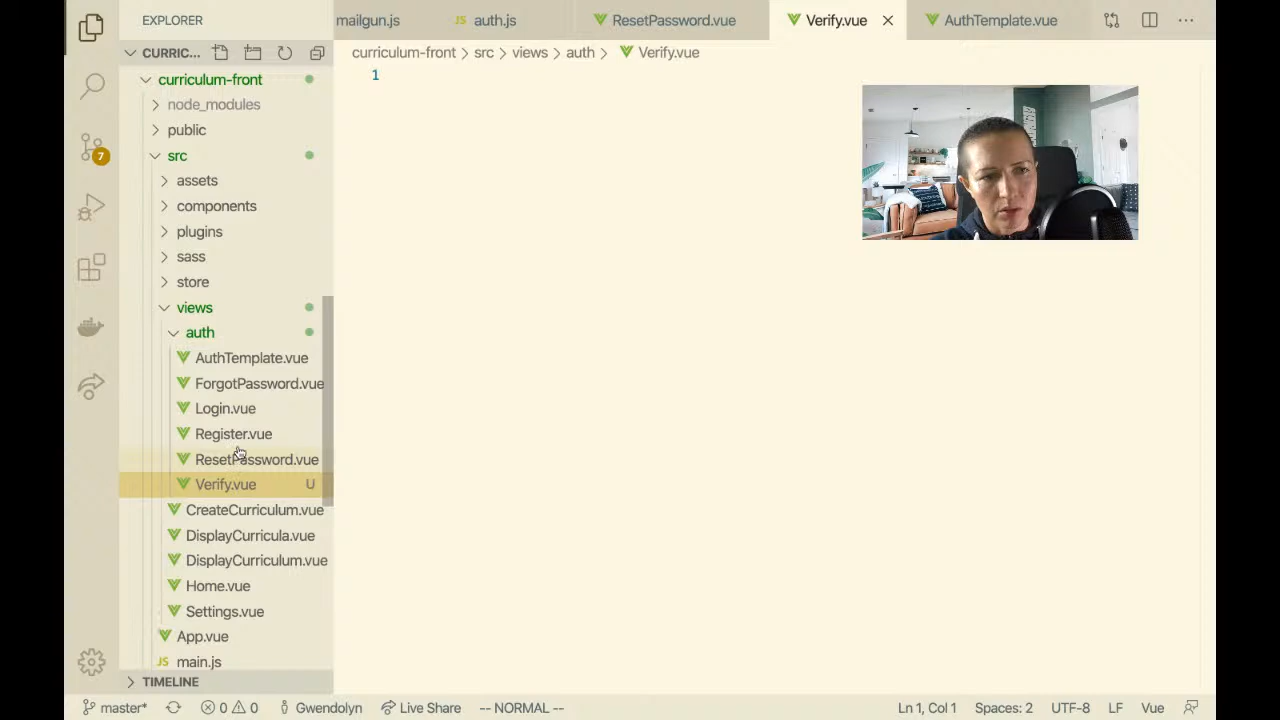 EXPLORER
mailgun.js
JS auth.js
ResetPassword.vue
Verify.vue
AuthTemplate.vue
CURRIC...
curriculum-front > src > views > auth > Verify.vue
1
curriculum-front
node_modules
public
src
assets
components
plugins
sass
store
views
auth
AuthTemplate.vue
ForgotPassword.vue
Login.vue
Register.vue
ResetPassword.vue
Verify.vue U
CreateCurriculum.vue
DisplayCurricula.vue
DisplayCurriculum.vue
Home.vue
Settings.vue
App.vue
JS main.js
TIMELINE
7
master* 0 0 Gwendolyn Live Share -- NORMAL -- Ln 1, Col 1 Spaces: 2 UTF-8 LF Vue